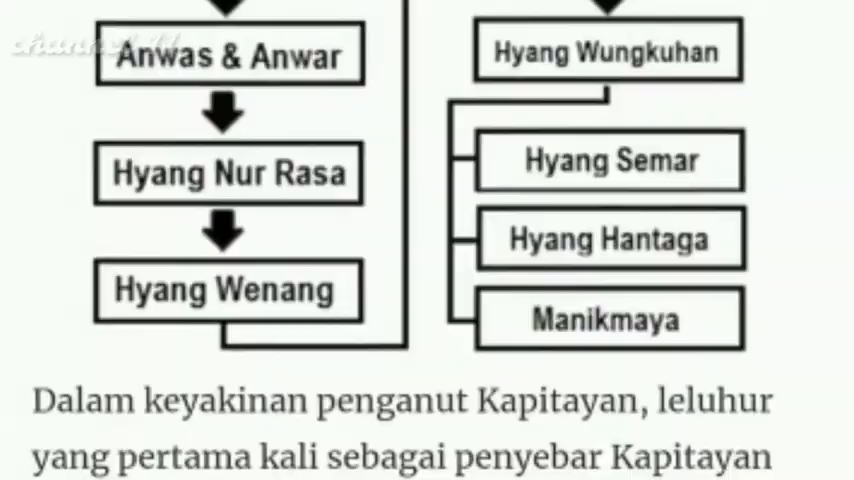 Anwas & Anwar
Hyang Nur Rasa
Hyang Wenang
Hyang Wungkuhan
Hyang Semar
Hyang Hantaga
Manikmaya
Dalam keyakinan penganut Kapitayan, leluhur
yang pertama kali sebagai penyebar Kapitayan